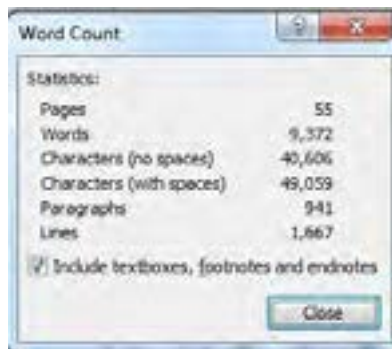 Word Count
Statistics:
Pages 55
Words 9,372
Characters (no spaces) 40,606
Characters (with spaces) 49,059
Paragraphs 941
Lines 1,667
Include textboxes, footnotes and endnotes
Close